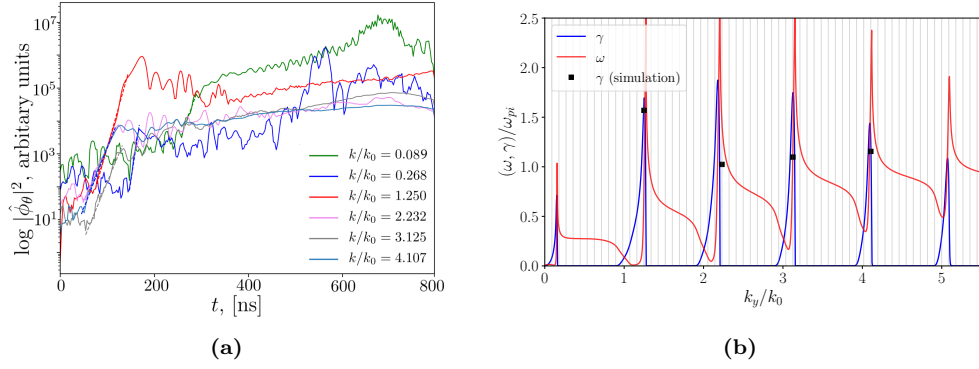 log |φ̂_θ|², arbitary units
10^7
10^5
10^3
10^1
0
200
400
600
800
t, [ns]
k/k_0 = 0.089
k/k_0 = 0.268
k/k_0 = 1.250
k/k_0 = 2.232
k/k_0 = 3.125
k/k_0 = 4.107
(a)
(ω, γ)/ω_pi
2.5
2.0
1.5
1.0
0.5
0.0
0
1
2
3
4
5
k_y/k_0
γ
ω
γ (simulation)
(b)